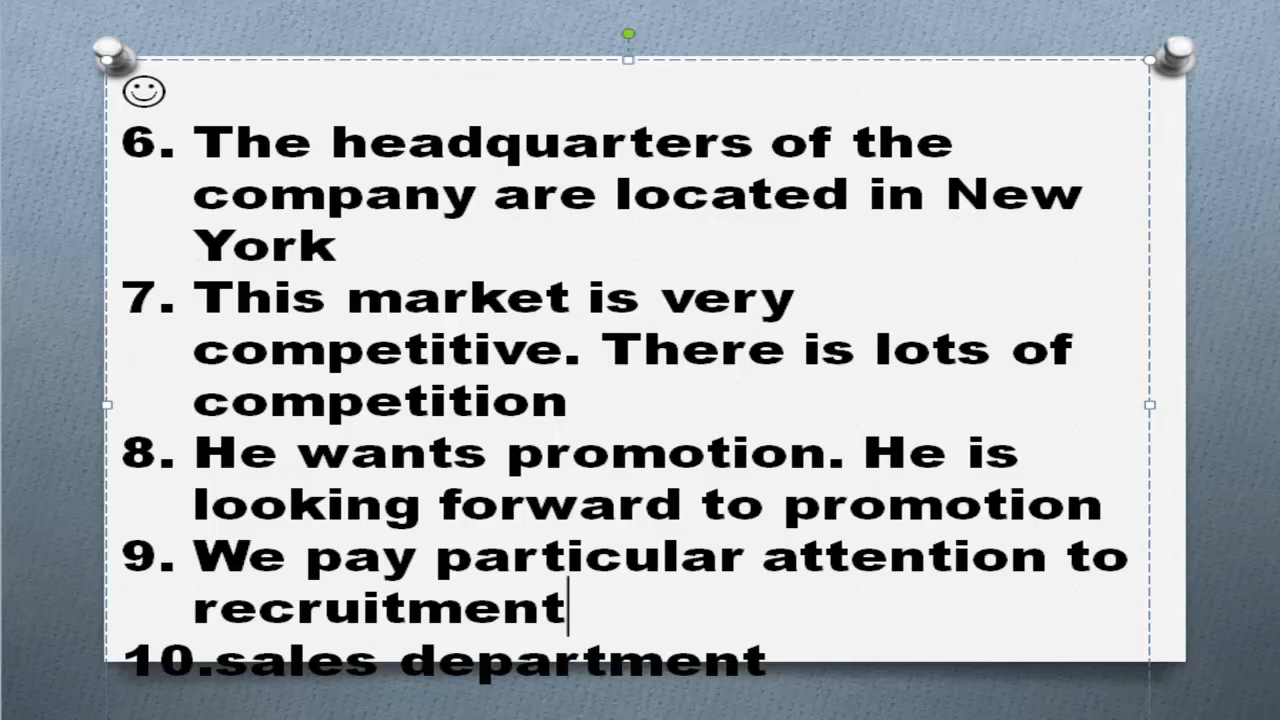 6. The headquarters of the
company are located in New
York
7. This market is very
competitive. There is lots of
competition
8. He wants promotion. He is
looking forward to promotion
9. We pay particular attention to
recruitment
10.sales department